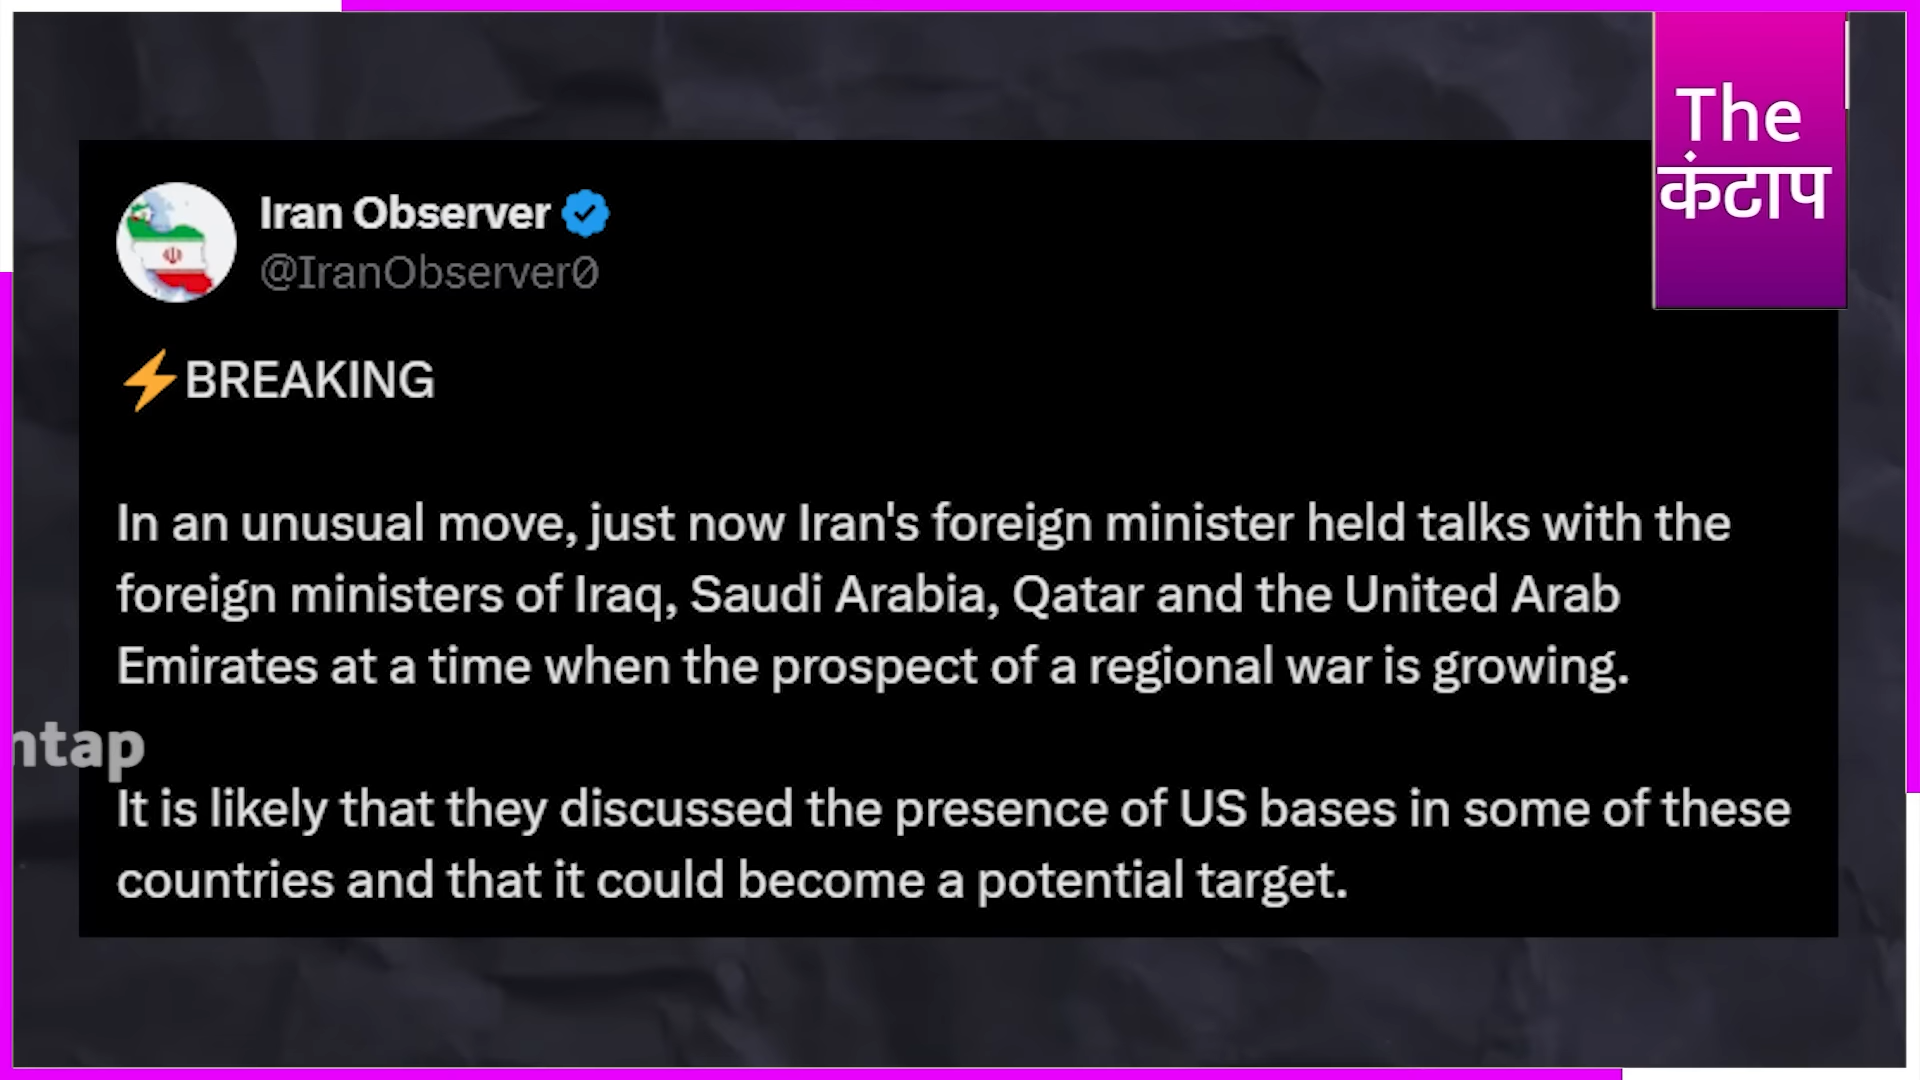 The
कंटाप
Iran Observer
@IranObserver0
⚡BREAKING
In an unusual move, just now Iran's foreign minister held talks with the
foreign ministers of Iraq, Saudi Arabia, Qatar and the United Arab
Emirates at a time when the prospect of a regional war is growing.
ntap
It is likely that they discussed the presence of US bases in some of these
countries and that it could become a potential target.